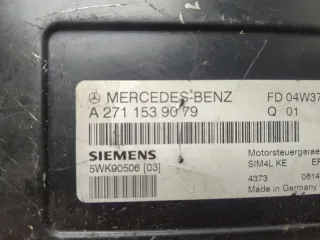 MERCEDES-BENZ FD 04W37
A 271 153 90 79 Q 01
SIEMENS Motorsteuergerae
5WK90506 [03] SIM4L KE
4373 0614
Made in Germany